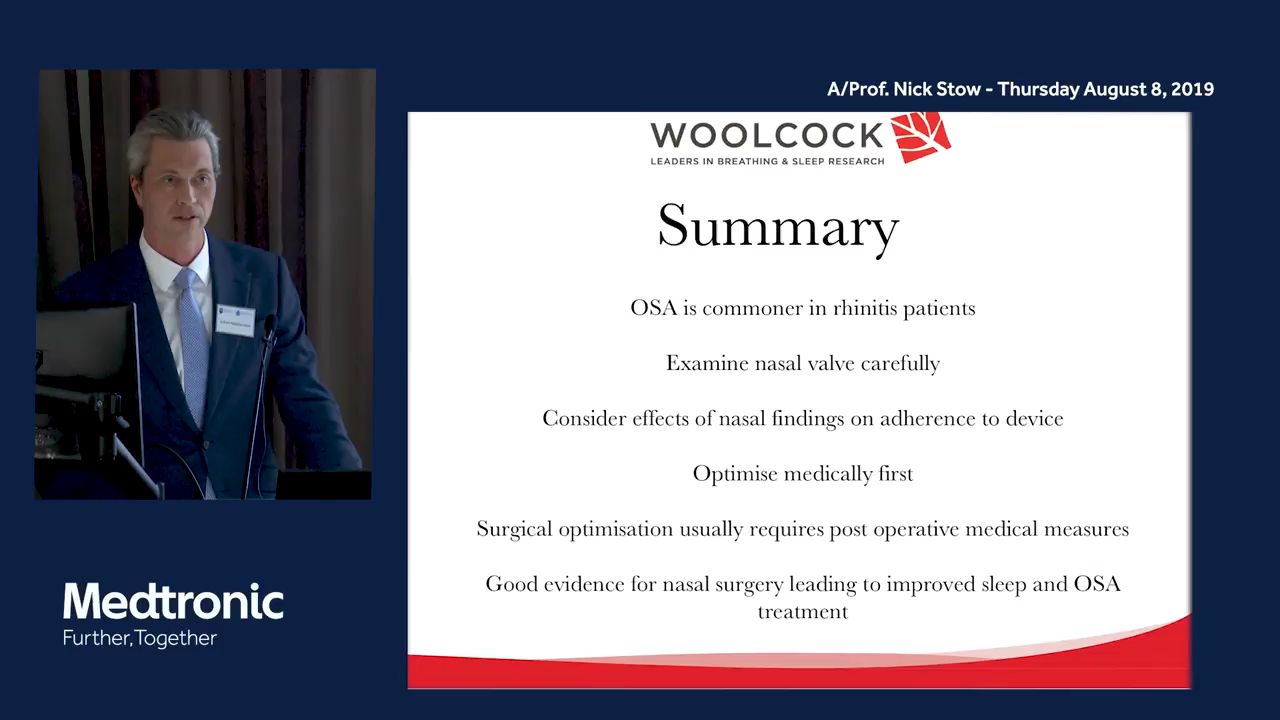 A/Prof. Nick Stow - Thursday August 8, 2019
WOOLCOCK
LEADERS IN BREATHING & SLEEP RESEARCH
Summary
OSA is commoner in rhinitis patients
Examine nasal valve carefully
Consider effects of nasal findings on adherence to device
Optimise medically first
Surgical optimisation usually requires post operative medical measures
Good evidence for nasal surgery leading to improved sleep and OSA
treatment
Medtronic
Further,Together